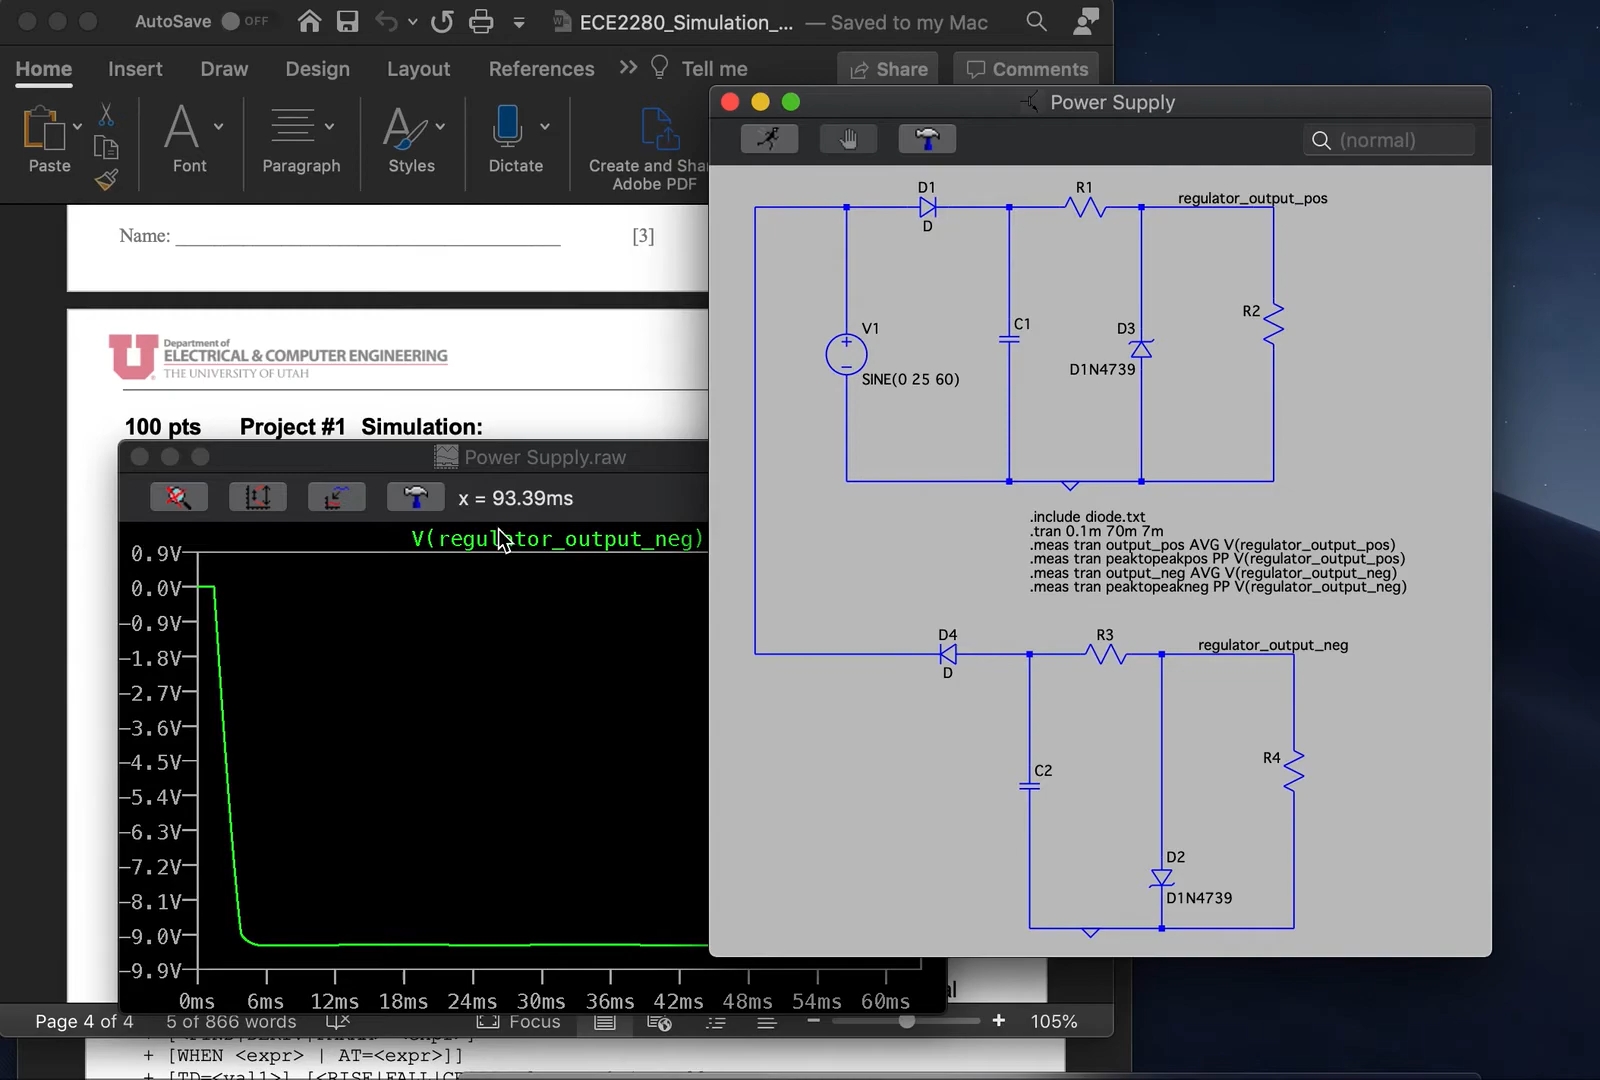 AutoSave OFF
ECE2280_Simulation_... — Saved to my Mac
Home Insert Draw Design Layout References >> Tell me Share Comments
Paste Font Paragraph Styles Dictate Create and Sha
Adobe PDF
Name: ______ [3]
Department of
ELECTRICAL & COMPUTER ENGINEERING
THE UNIVERSITY OF UTAH
100 pts Project #1 Simulation:
Power Supply.raw
x = 93.39ms
V(regulator_output_neg)
0.9V
0.0V
-0.9V
-1.8V
-2.7V
-3.6V
-4.5V
-5.4V
-6.3V
-7.2V
-8.1V
-9.0V
-9.9V
0ms 6ms 12ms 18ms 24ms 30ms 36ms 42ms 48ms 54ms 60ms
Page 4 of 4 5 of 866 words Focus 105%
+ [WHEN <expr> | AT=<expr>]]
+ [TD=<val1>] [<RISE|FALL|C
Power Supply
(normal)
D1
D
R1
regulator_output_pos
V1
SINE(0 25 60)
C1
D3
D1N4739
R2
.include diode.txt
.tran 0.1m 70m 7m
.meas tran output_pos AVG V(regulator_output_pos)
.meas tran peaktopeakpos PP V(regulator_output_pos)
.meas tran output_neg AVG V(regulator_output_neg)
.meas tran peaktopeakneg PP V(regulator_output_neg)
D4
D
R3
regulator_output_neg
C2
R4
D2
D1N4739